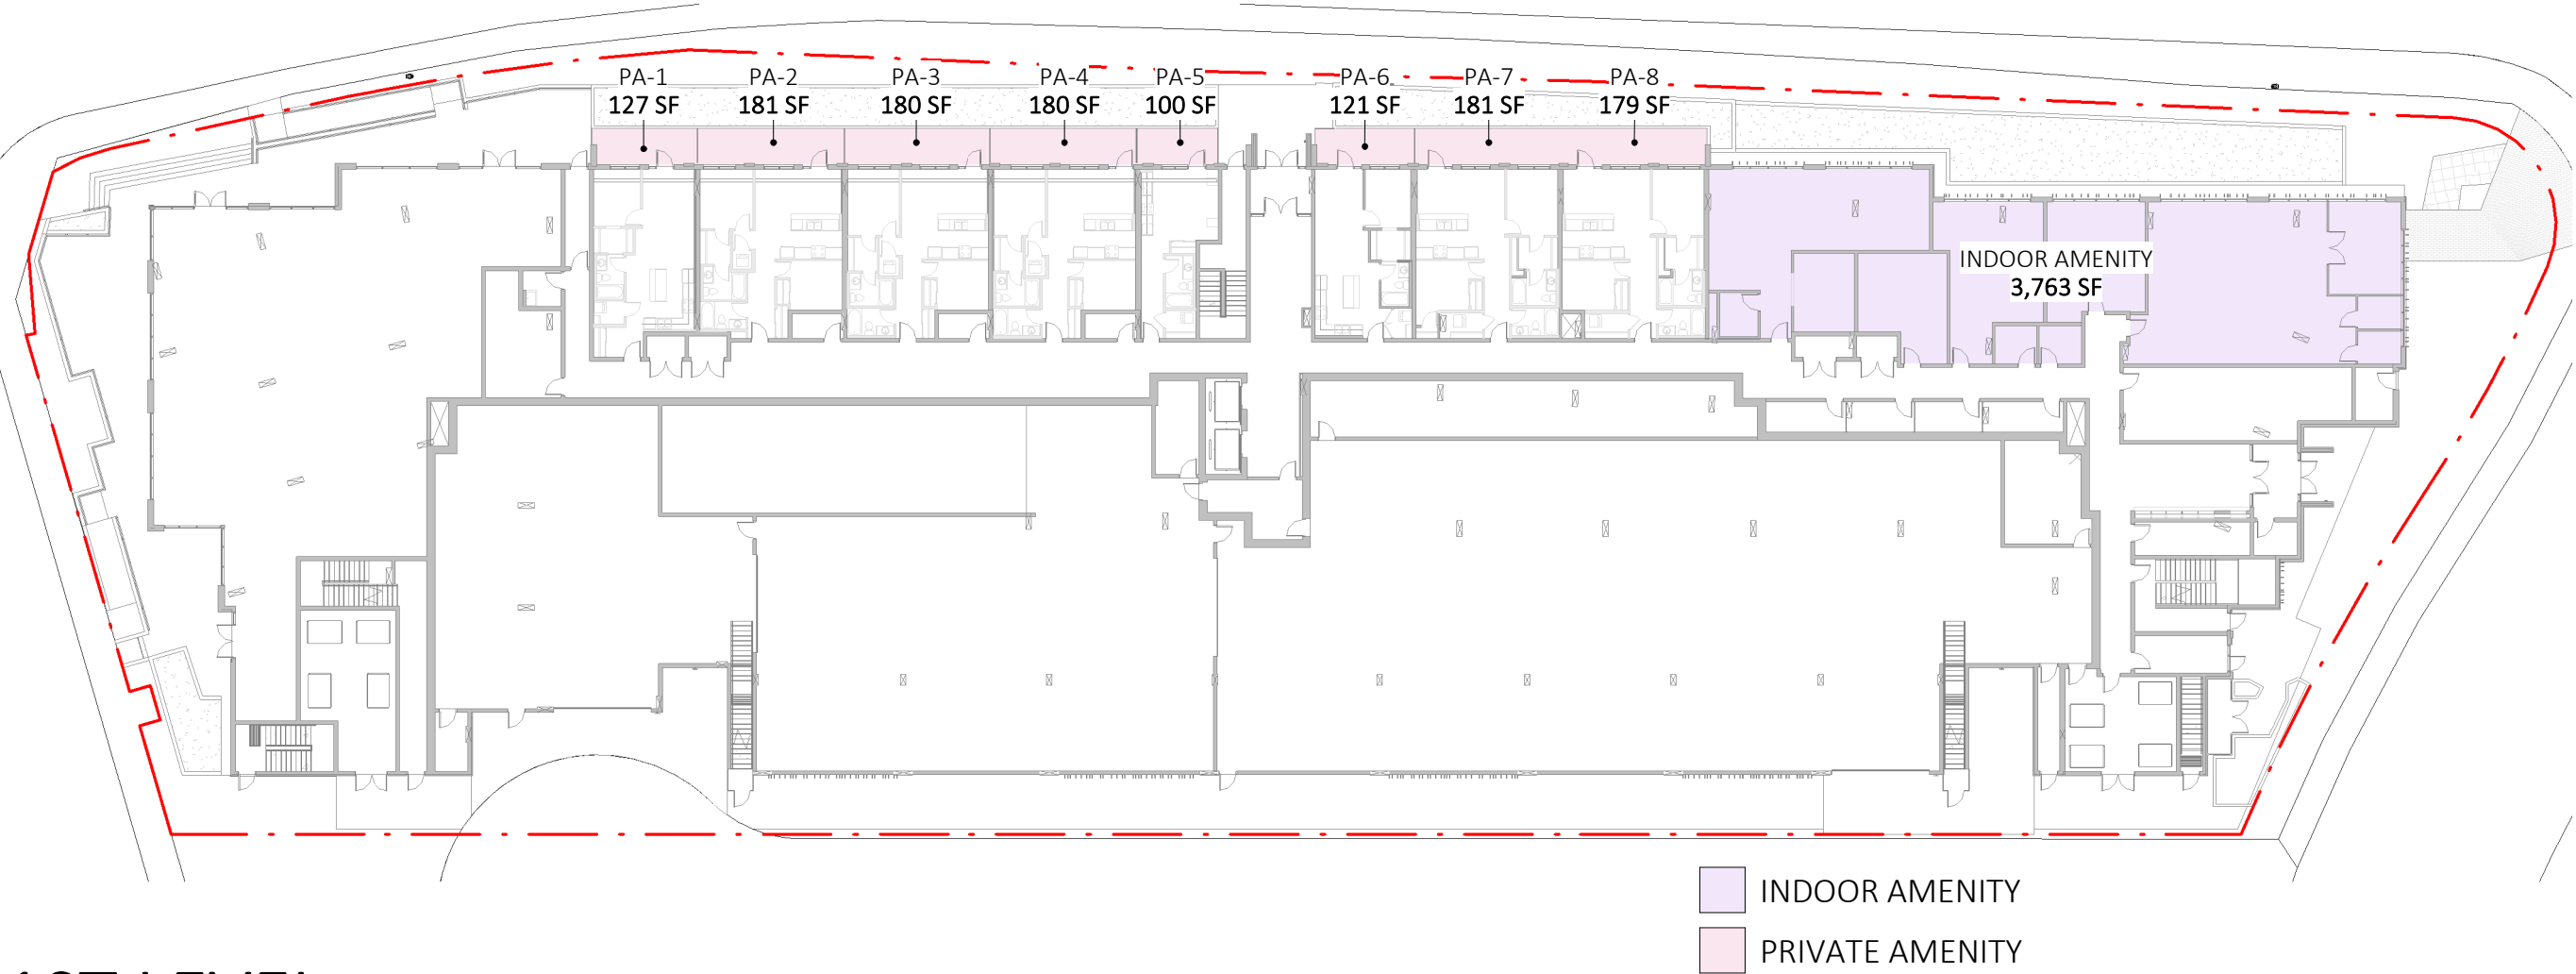 PA-1
127 SF
PA-2
181 SF
PA-3
180 SF
PA-4
180 SF
PA-5
100 SF
PA-6
121 SF
PA-7
181 SF
PA-8
179 SF
INDOOR AMENITY
3,763 SF
INDOOR AMENITY
PRIVATE AMENITY